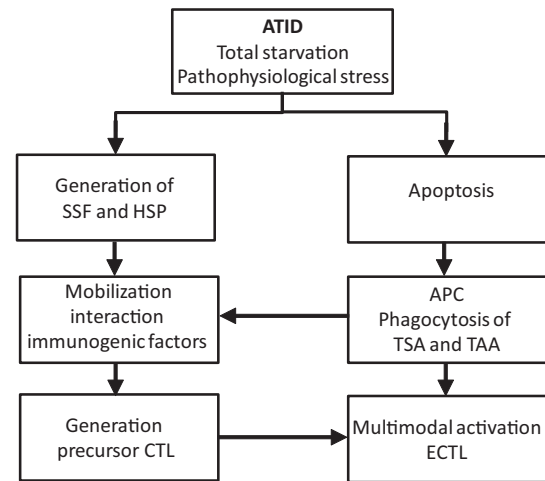 ATID
Total starvation
Pathophysiological stress
Generation of
SSF and HSP
Apoptosis
Mobilization
interaction
immunogenic factors
APC
Phagocytosis of
TSA and TAA
Generation
precursor CTL
Multimodal activation
ECTL